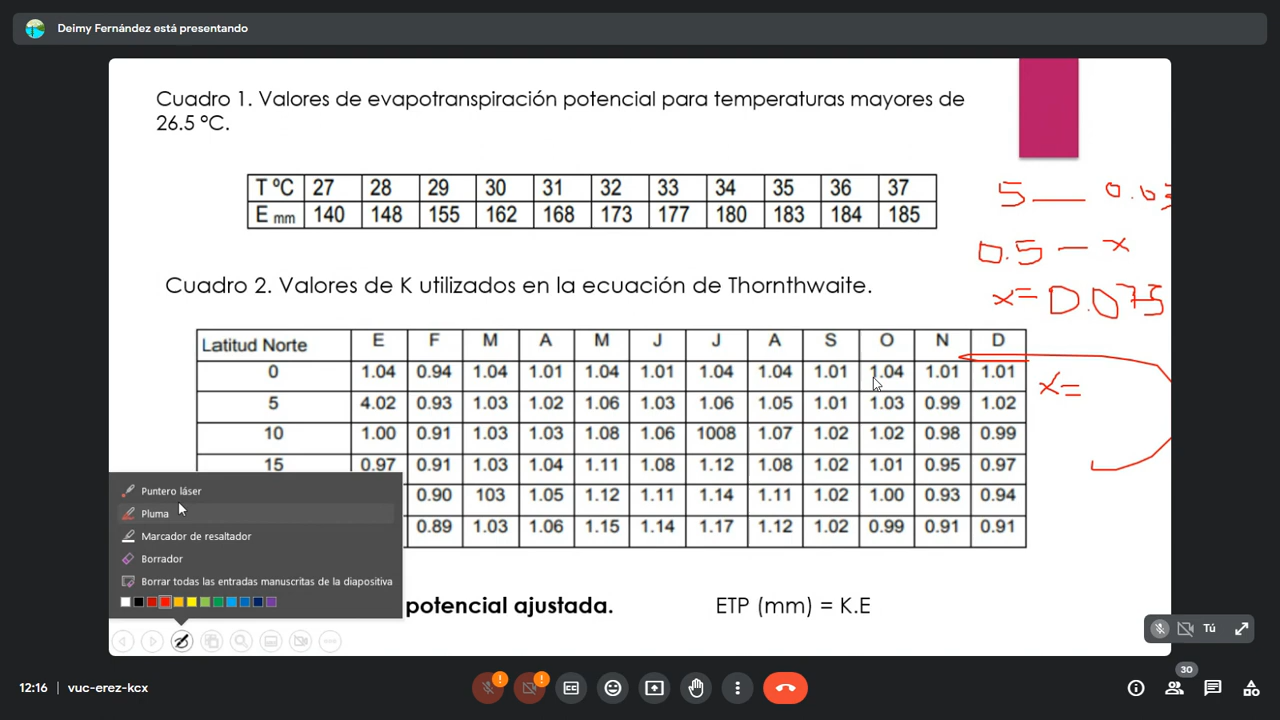 Deimy Fernández está presentando
Cuadro 1. Valores de evapotranspiración potencial para temperaturas mayores de
26.5 ºC.
T ºC 27 28 29 30 31 32 33 34 35 36 37
E mm 140 148 155 162 168 173 177 180 183 184 185
5 — 0.03
0.5 — x
x= 0.075
x=
Cuadro 2. Valores de K utilizados en la ecuación de Thornthwaite.
Latitud Norte E F M A M J J A S O N D
0 1.04 0.94 1.04 1.01 1.04 1.01 1.04 1.04 1.01 1.04 1.01 1.01
5 4.02 0.93 1.03 1.02 1.06 1.03 1.06 1.05 1.01 1.03 0.99 1.02
10 1.00 0.91 1.03 1.03 1.08 1.06 1008 1.07 1.02 1.02 0.98 0.99
15 0.97 0.91 1.03 1.04 1.11 1.08 1.12 1.08 1.02 1.01 0.95 0.97
0.90 103 1.05 1.12 1.11 1.14 1.11 1.02 1.00 0.93 0.94
0.89 1.03 1.06 1.15 1.14 1.17 1.12 1.02 0.99 0.91 0.91
Puntero láser
Pluma
Marcador de resaltador
Borrador
Borrar todas las entradas manuscritas de la diapositiva
potencial ajustada. ETP (mm) = K.E
Tú
30
12:16 vuc-erez-kcx